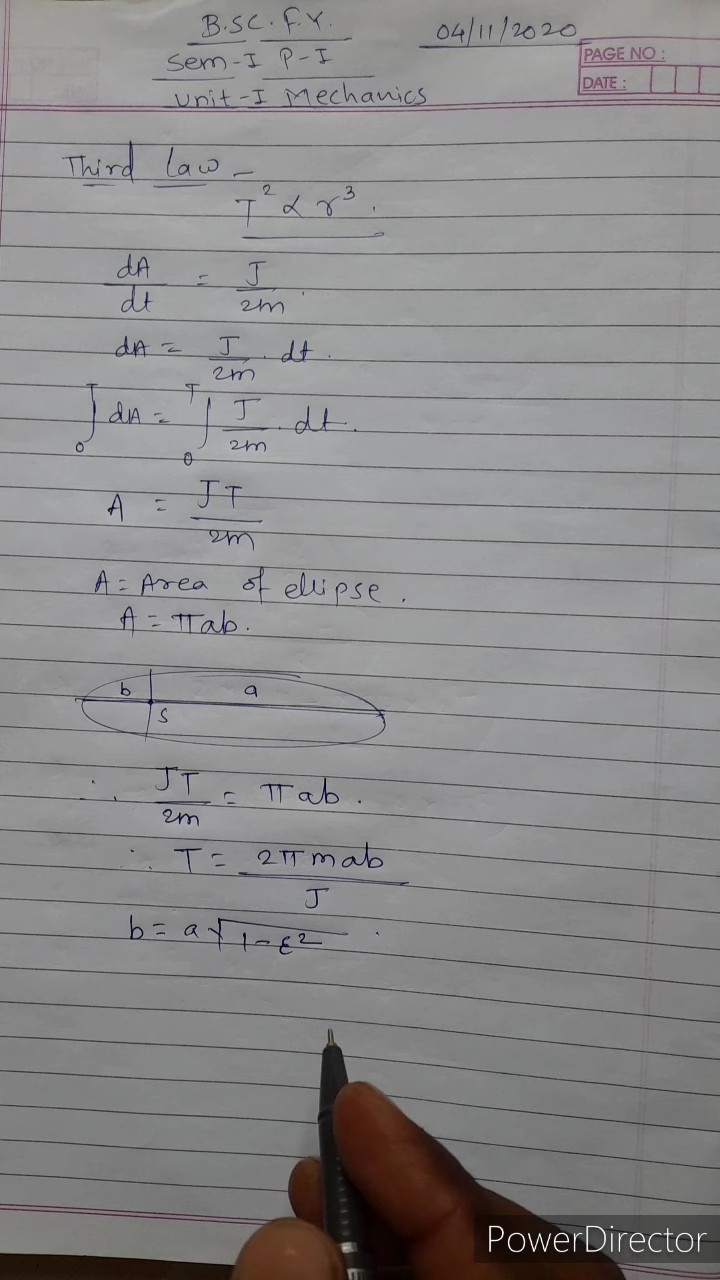 B.Sc. F.Y. 04/11/2020
Sem-I P-I
PAGE NO :
DATE :
Unit-I Mechanics
Third law -
T² ∝ r³.
dA/dt = J/2m.
dA = J/2m . dt.
∫₀ᵀ dA = ∫₀ᵀ J/2m . dt.
A = JT/2m
A = Area of ellipse.
A = πab.
b a
S
∴ JT/2m = πab.
∴ T = 2πmab/J
b = a√1-ε² .
PowerDirector